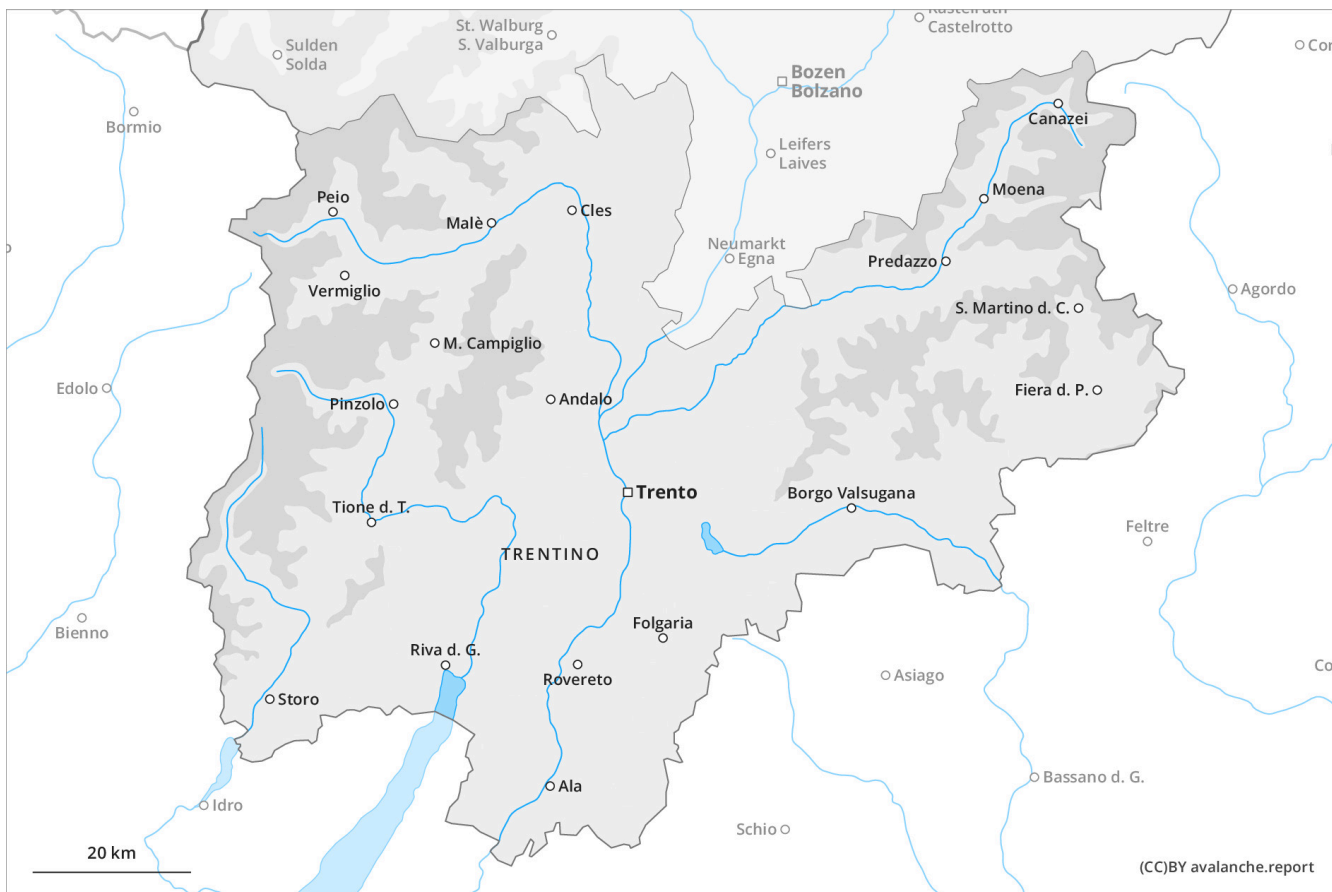 Kastelruth
Castelrotto
St. Walburg
S. Valburga
Sulden
Solda
Bozen
Bolzano
Bormio
Canazei
Leifers
Laives
Moena
Peio
Malè
Cles
Neumarkt
Egna
Predazzo
Vermiglio
Agordo
S. Martino d. C.
M. Campiglio
Edolo
Pinzolo
Andalo
Fiera d. P.
Trento
Borgo Valsugana
Tione d. T.
Feltre
TRENTINO
Bienno
Folgaria
Riva d. G.
Rovereto
Asiago
Storo
Ala
Bassano d. G.
Idro
Schio
20 km
(CC)BY avalanche.report